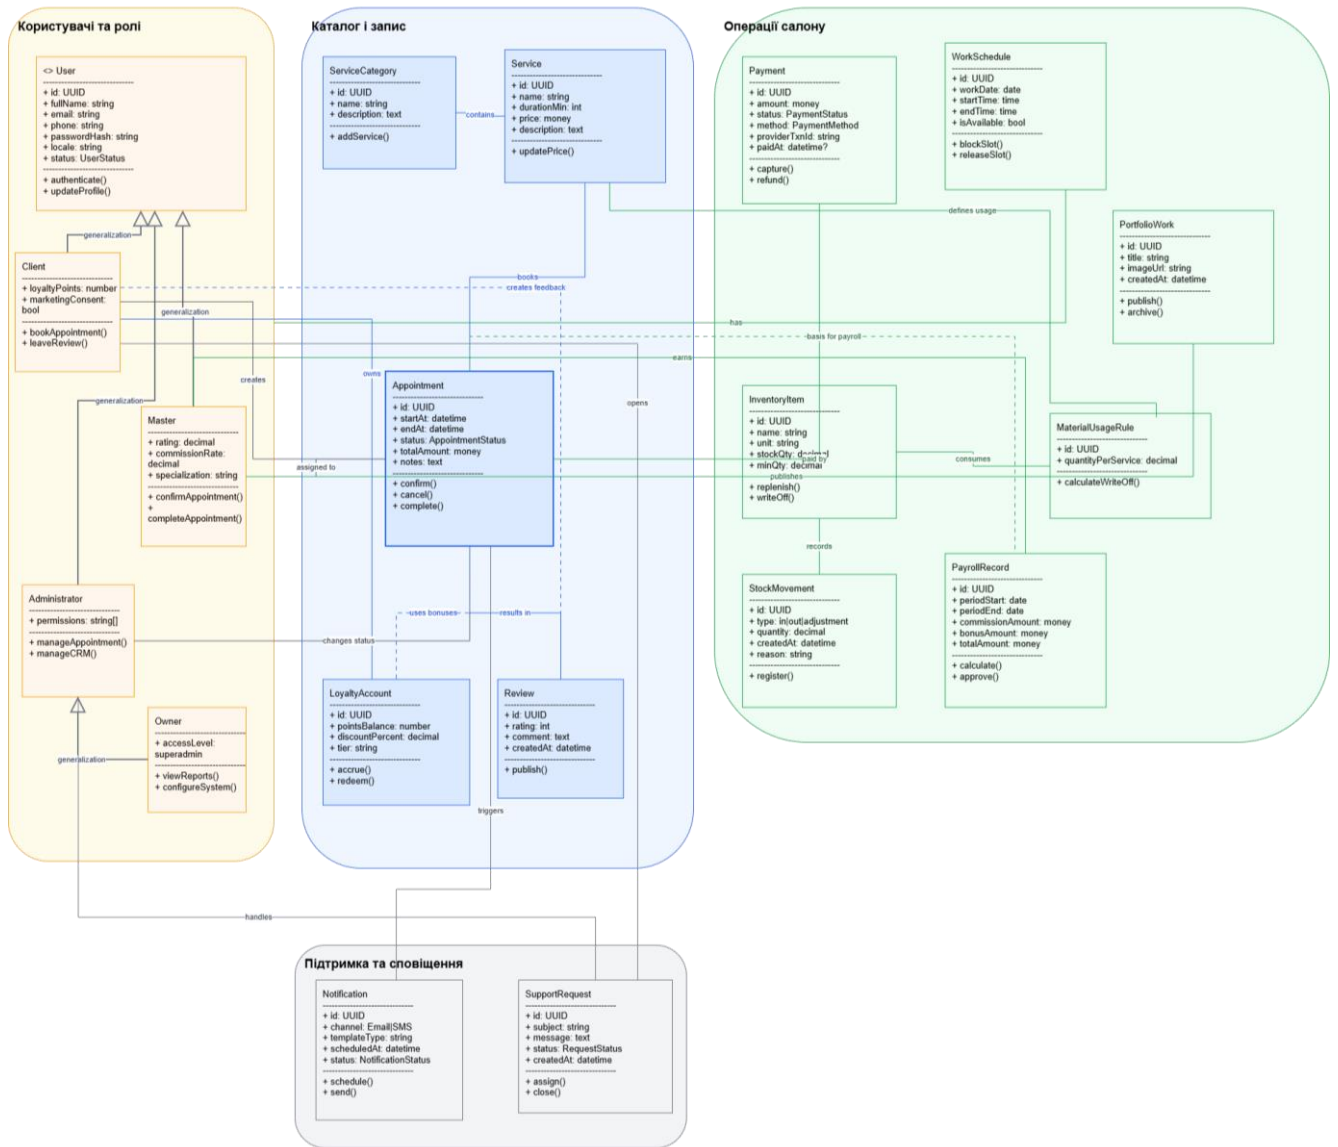 Користувачі та ролі
<> User
------------------------------
+ id: UUID
+ fullName: string
+ email: string
+ phone: string
+ passwordHash: string
+ locale: string
+ status: UserStatus
------------------------------
+ authenticate()
+ updateProfile()
generalization
Client
------------------------------
+ loyaltyPoints: number
+ marketingConsent:
bool
------------------------------
+ bookAppointment()
+ leaveReview()
generalization
generalization
Master
------------------------------
+ rating: decimal
+ commissionRate:
decimal
+ specialization: string
------------------------------
+ confirmAppointment()
+
completeAppointment()
Administrator
------------------------------
+ permissions: string[]
------------------------------
+ manageAppointment()
+ manageCRM()
Owner
------------------------------
+ accessLevel:
superadmin
------------------------------
+ viewReports()
+ configureSystem()
generalization
Каталог і запис
ServiceCategory
------------------------------
+ id: UUID
+ name: string
+ description: text
------------------------------
+ addService()
contains
Service
------------------------------
+ id: UUID
+ name: string
+ durationMin: int
+ price: money
+ description: text
------------------------------
+ updatePrice()
books
creates feedback
owns
creates
opens
assigned to
Appointment
------------------------------
+ id: UUID
+ startAt: datetime
+ endAt: datetime
+ status: AppointmentStatus
+ totalAmount: money
+ notes: text
------------------------------
+ confirm()
+ cancel()
+ complete()
uses bonuses
results in
changes status
LoyaltyAccount
------------------------------
+ id: UUID
+ pointsBalance: number
+ discountPercent: decimal
+ tier: string
------------------------------
+ accrue()
+ redeem()
Review
------------------------------
+ id: UUID
+ rating: int
+ comment: text
+ createdAt: datetime
------------------------------
+ publish()
triggers
Операції салону
Payment
------------------------------
+ id: UUID
+ amount: money
+ status: PaymentStatus
+ method: PaymentMethod
+ providerTxnId: string
+ paidAt: datetime?
------------------------------
+ capture()
+ refund()
WorkSchedule
------------------------------
+ id: UUID
+ workDate: date
+ startTime: time
+ endTime: time
+ isAvailable: bool
------------------------------
+ blockSlot()
+ releaseSlot()
defines usage
PortfolioWork
------------------------------
+ id: UUID
+ title: string
+ imageUrl: string
+ createdAt: datetime
------------------------------
+ publish()
+ archive()
has
basis for payroll
earns
InventoryItem
------------------------------
+ id: UUID
+ name: string
+ unit: string
+ stockQty: decimal
+ minQty: decimal
------------------------------
+ replenish()
+ writeOff()
paid by
publishes
consumes
MaterialUsageRule
------------------------------
+ id: UUID
+ quantityPerService: decimal
------------------------------
+ calculateWriteOff()
records
StockMovement
------------------------------
+ id: UUID
+ type: in|out|adjustment
+ quantity: decimal
+ createdAt: datetime
+ reason: string
------------------------------
+ register()
PayrollRecord
------------------------------
+ id: UUID
+ periodStart: date
+ periodEnd: date
+ commissionAmount: money
+ bonusAmount: money
+ totalAmount: money
------------------------------
+ calculate()
+ approve()
handles
Підтримка та сповіщення
Notification
------------------------------
+ id: UUID
+ channel: Email|SMS
+ templateType: string
+ scheduledAt: datetime
+ status: NotificationStatus
------------------------------
+ schedule()
+ send()
SupportRequest
------------------------------
+ id: UUID
+ subject: string
+ message: text
+ status: RequestStatus
+ createdAt: datetime
------------------------------
+ assign()
+ close()